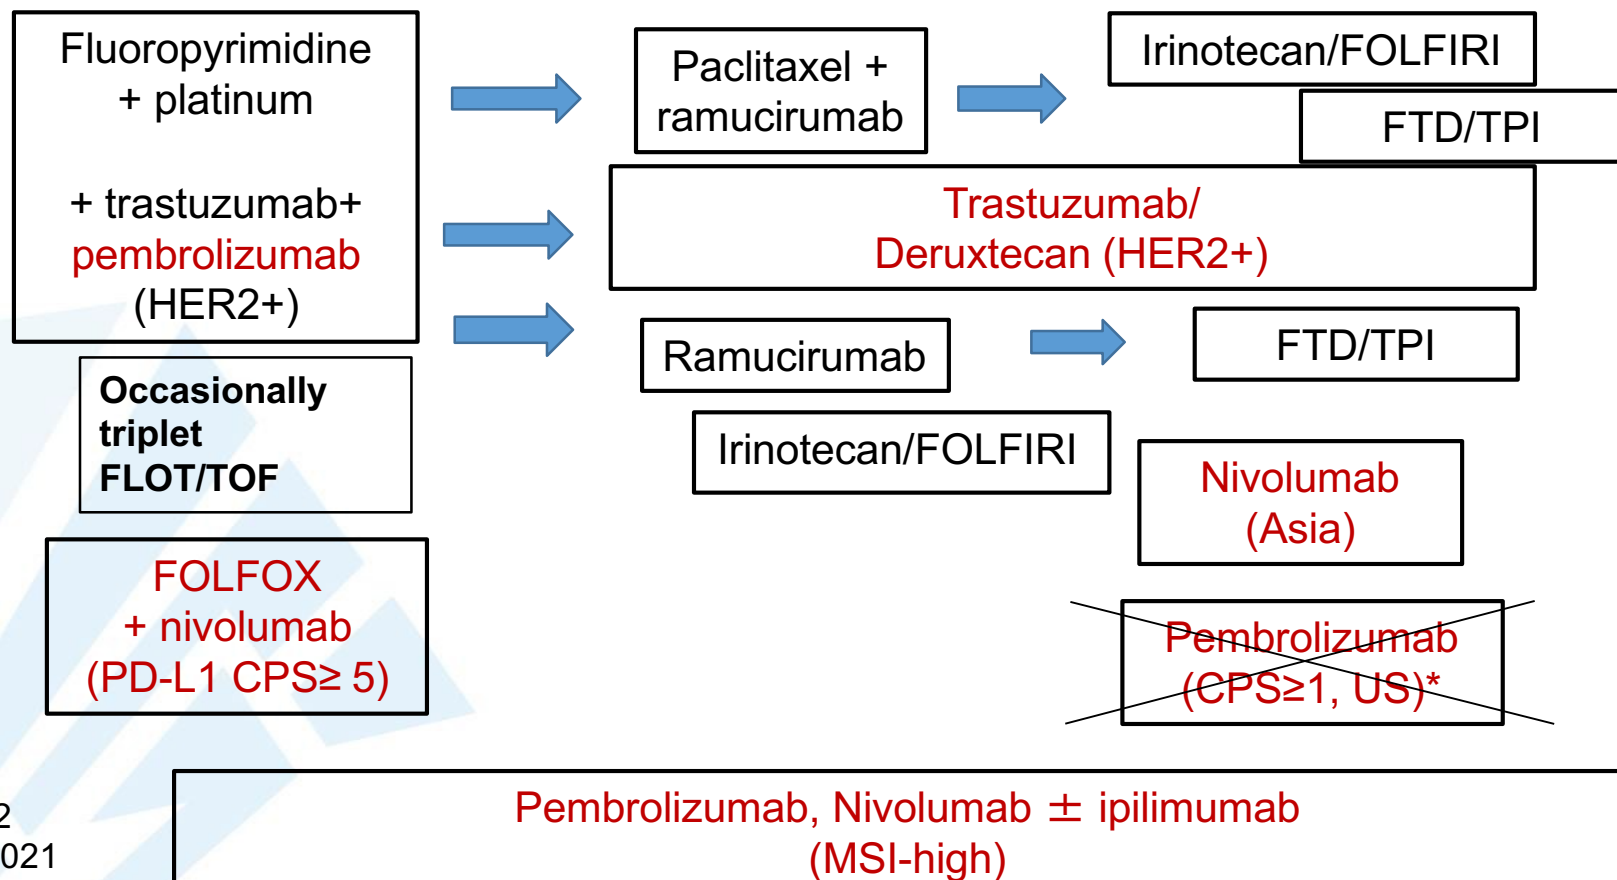 Fluoropyrimidine
+ platinum
+ trastuzumab+
pembrolizumab
(HER2+)
Occasionally
triplet
FLOT/TOF
FOLFOX
+ nivolumab
(PD-L1 CPS≥ 5)
Paclitaxel +
ramucirumab
Irinotecan/FOLFIRI
FTD/TPI
Trastuzumab/
Deruxtecan (HER2+)
Ramucirumab
FTD/TPI
Irinotecan/FOLFIRI
Nivolumab
(Asia)
Pembrolizumab
(CPS≥1, US)*
Pembrolizumab, Nivolumab ± ipilimumab
(MSI-high)
2
021